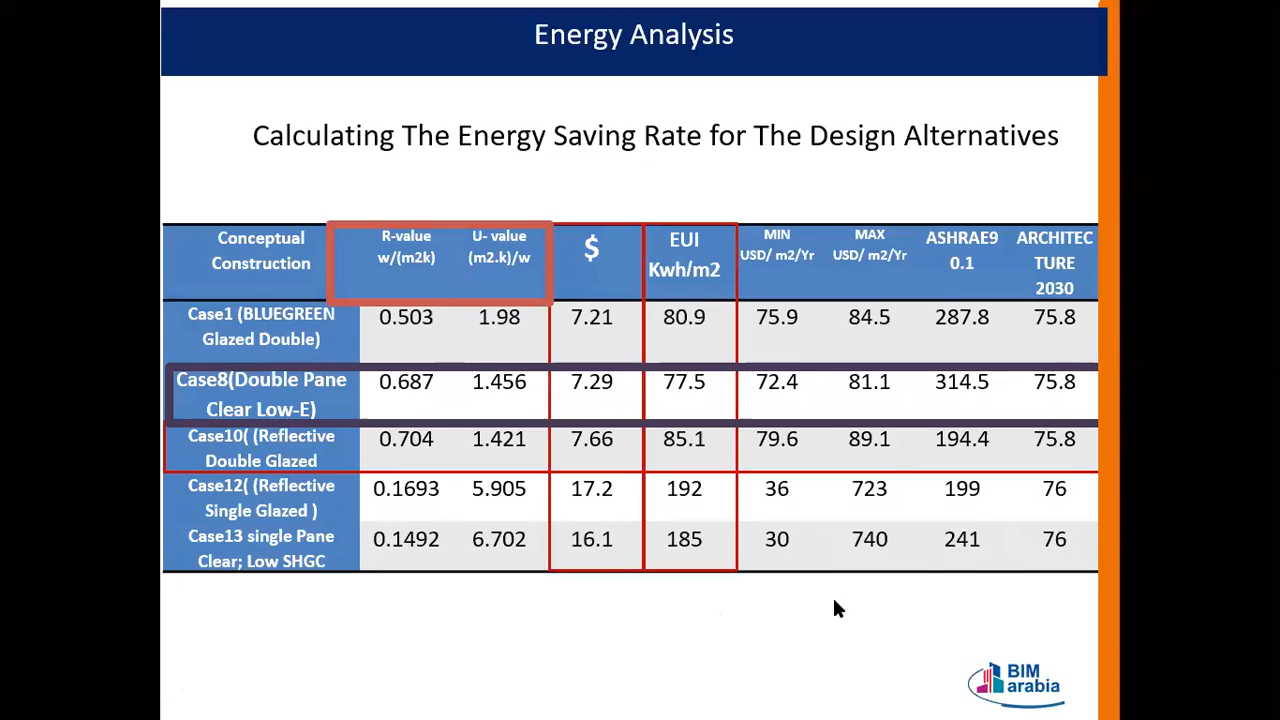 Energy Analysis
Calculating The Energy Saving Rate for The Design Alternatives
Conceptual Construction | R-value w/(m2k) | U- value (m2.k)/w | $ | EUI Kwh/m2 | MIN USD/ m2/Yr | MAX USD/ m2/Yr | ASHRAE9 0.1 | ARCHITEC TURE 2030
Case1 (BLUEGREEN Glazed Double) | 0.503 | 1.98 | 7.21 | 80.9 | 75.9 | 84.5 | 287.8 | 75.8
Case8(Double Pane Clear Low-E) | 0.687 | 1.456 | 7.29 | 77.5 | 72.4 | 81.1 | 314.5 | 75.8
Case10( (Reflective Double Glazed | 0.704 | 1.421 | 7.66 | 85.1 | 79.6 | 89.1 | 194.4 | 75.8
Case12( (Reflective Single Glazed ) | 0.1693 | 5.905 | 17.2 | 192 | 36 | 723 | 199 | 76
Case13 single Pane Clear; Low SHGC | 0.1492 | 6.702 | 16.1 | 185 | 30 | 740 | 241 | 76
BIM
arabia